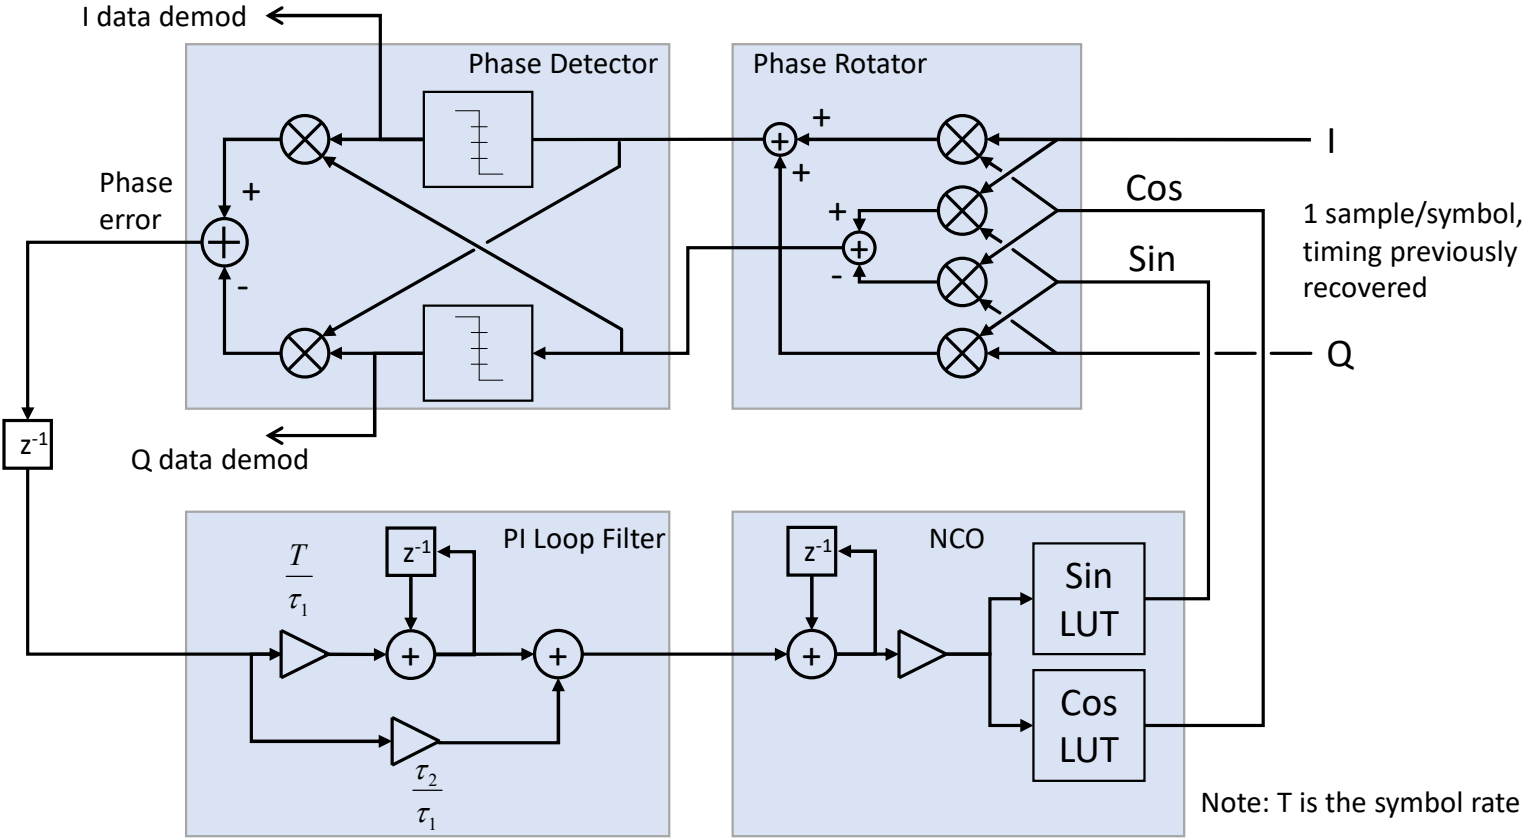 I data demod
Phase Detector
Phase Rotator
+
+
+
I
Phase
error
+
+
-
+
+
+
-
Cos
Sin
1 sample/symbol,
timing previously
recovered
Q
z-1
Q data demod
PI Loop Filter
NCO
T
τ1
z-1
+
+
τ2
τ1
z-1
+
Sin
LUT
Cos
LUT
Note: T is the symbol rate